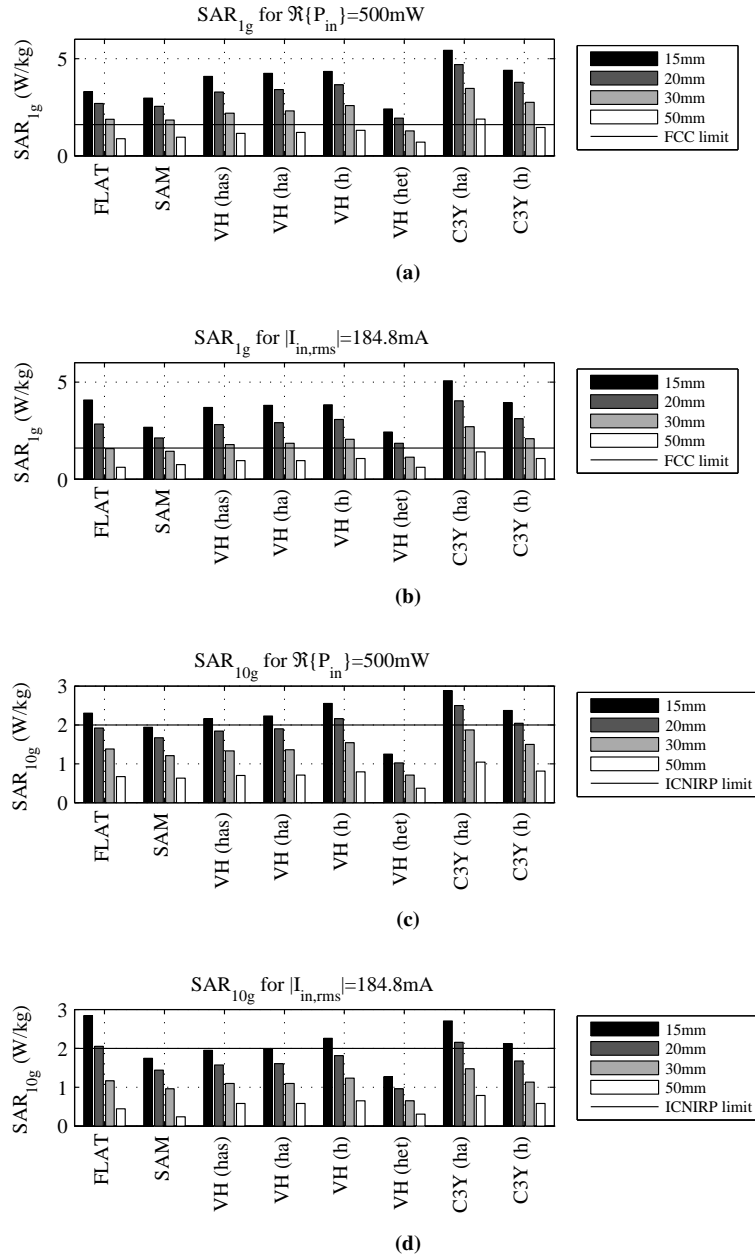 SAR1g for ℜ{Pin}=500mW
SAR1g (W/kg)
5
0
FLAT
SAM
VH (has)
VH (ha)
VH (h)
VH (het)
C3Y (ha)
C3Y (h)
15mm
20mm
30mm
50mm
FCC limit
(a)
SAR1g for |Iin,rms|=184.8mA
SAR1g (W/kg)
5
0
FLAT
SAM
VH (has)
VH (ha)
VH (h)
VH (het)
C3Y (ha)
C3Y (h)
15mm
20mm
30mm
50mm
FCC limit
(b)
SAR10g for ℜ{Pin}=500mW
SAR10g (W/kg)
3
2
1
0
FLAT
SAM
VH (has)
VH (ha)
VH (h)
VH (het)
C3Y (ha)
C3Y (h)
15mm
20mm
30mm
50mm
ICNIRP limit
(c)
SAR10g for |Iin,rms|=184.8mA
SAR10g (W/kg)
3
2
1
0
FLAT
SAM
VH (has)
VH (ha)
VH (h)
VH (het)
C3Y (ha)
C3Y (h)
15mm
20mm
30mm
50mm
ICNIRP limit
(d)